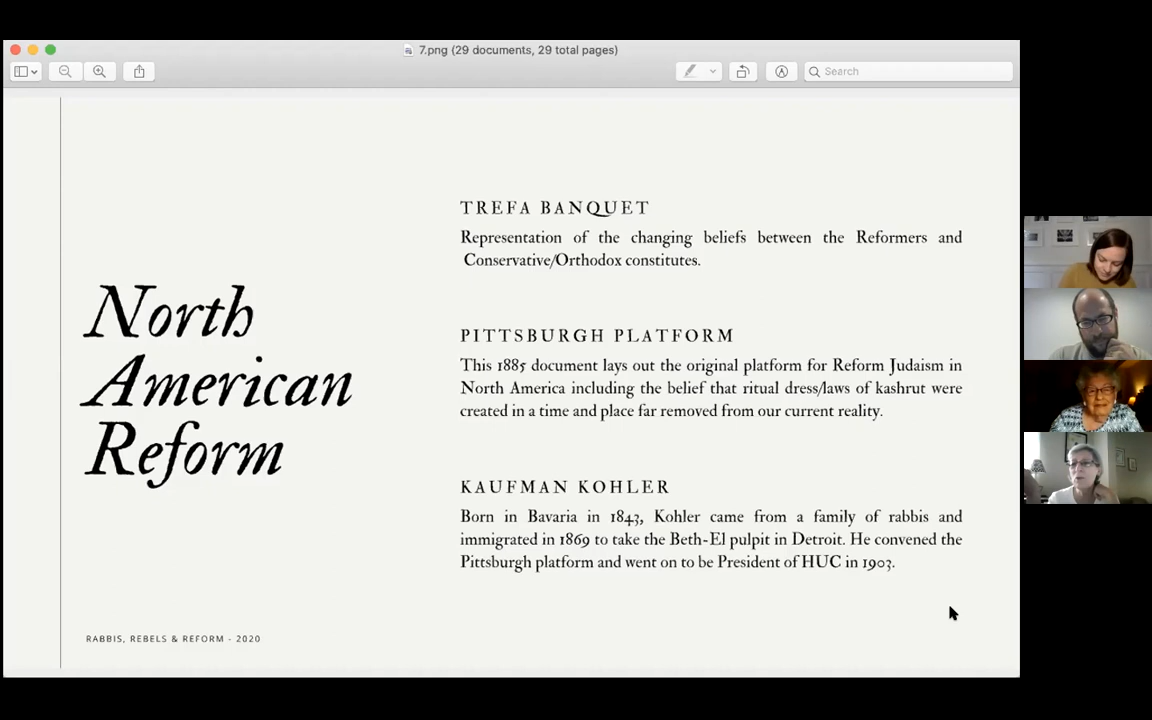 7.png (29 documents, 29 total pages)
Search
TREFA BANQUET
Representation of the changing beliefs between the Reformers and
Conservative/Orthodox constitutes.
North
American
Reform
PITTSBURGH PLATFORM
This 1885 document lays out the original platform for Reform Judaism in
North America including the belief that ritual dress/laws of kashrut were
created in a time and place far removed from our current reality.
KAUFMAN KOHLER
Born in Bavaria in 1843, Kohler came from a family of rabbis and
immigrated in 1869 to take the Beth-El pulpit in Detroit. He convened the
Pittsburgh platform and went on to be President of HUC in 1903.
RABBIS, REBELS & REFORM - 2020